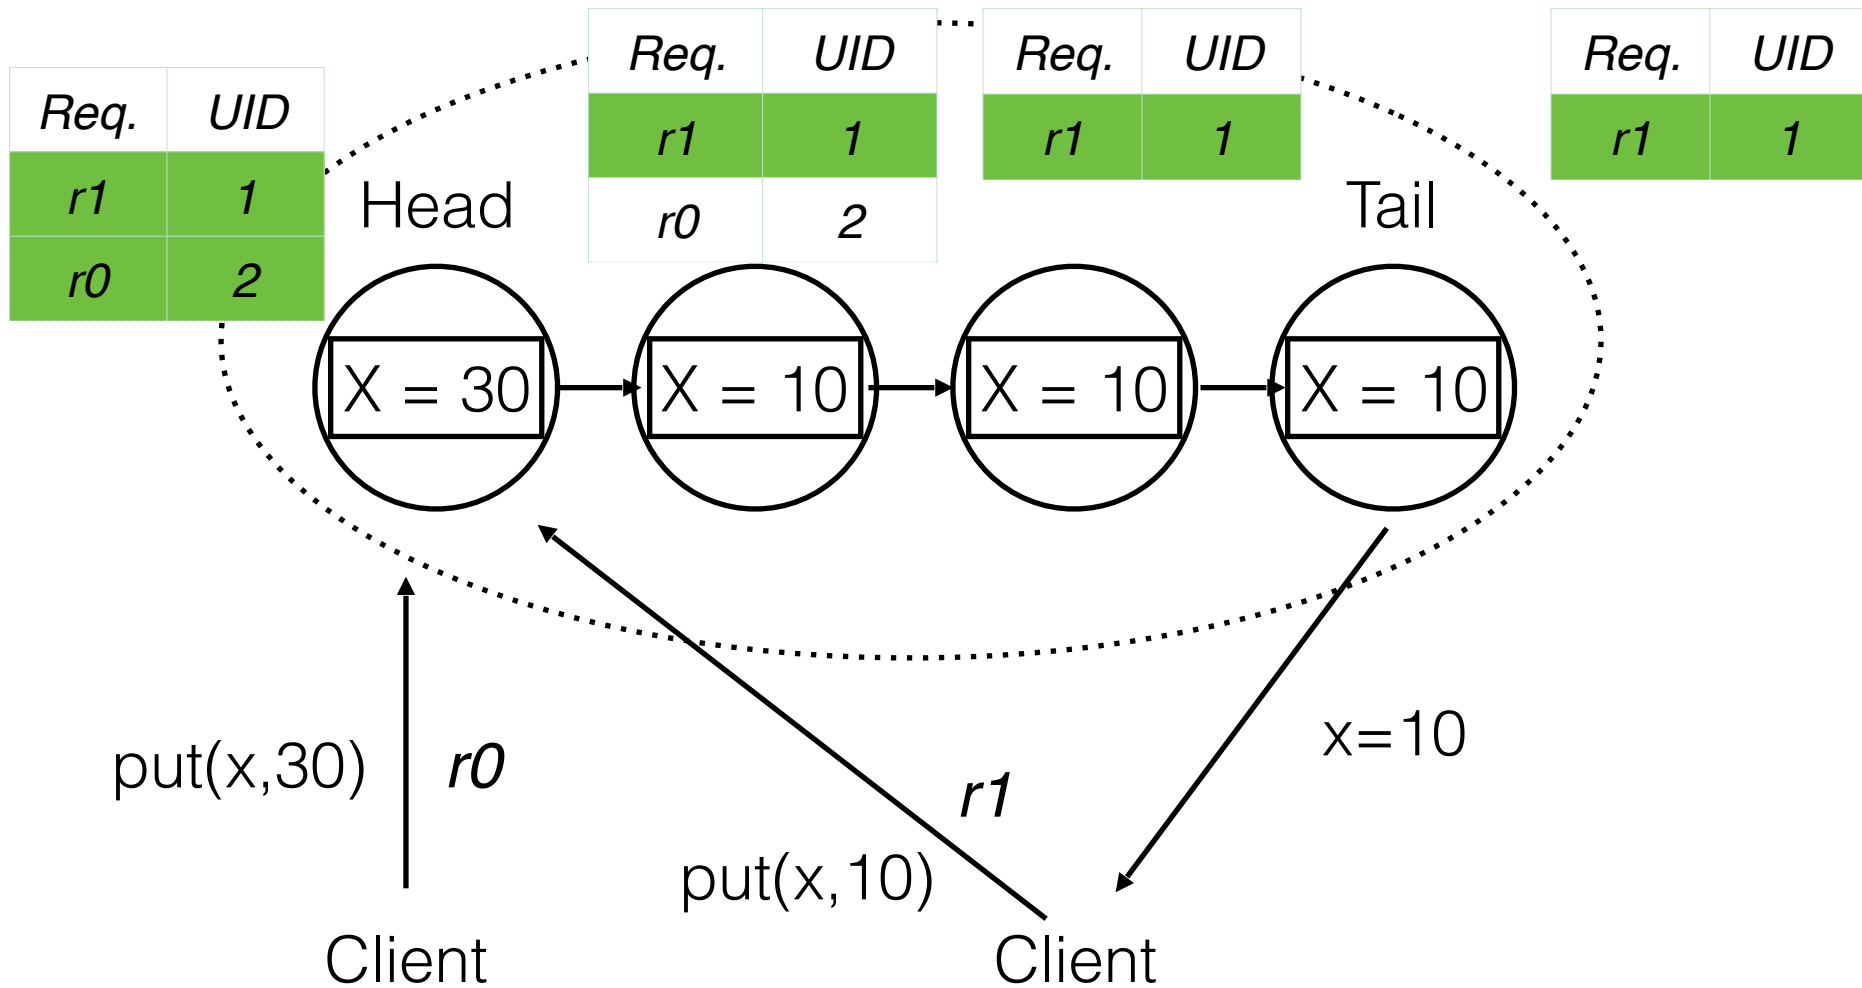 Req. UID
r1 1
r0 2
Req. UID
r1 1
r0 2
Req. UID
r1 1
Req. UID
r1 1
Head
Tail
X = 30
X = 10
X = 10
X = 10
put(x,30)
r0
r1
x=10
put(x,10)
Client
Client